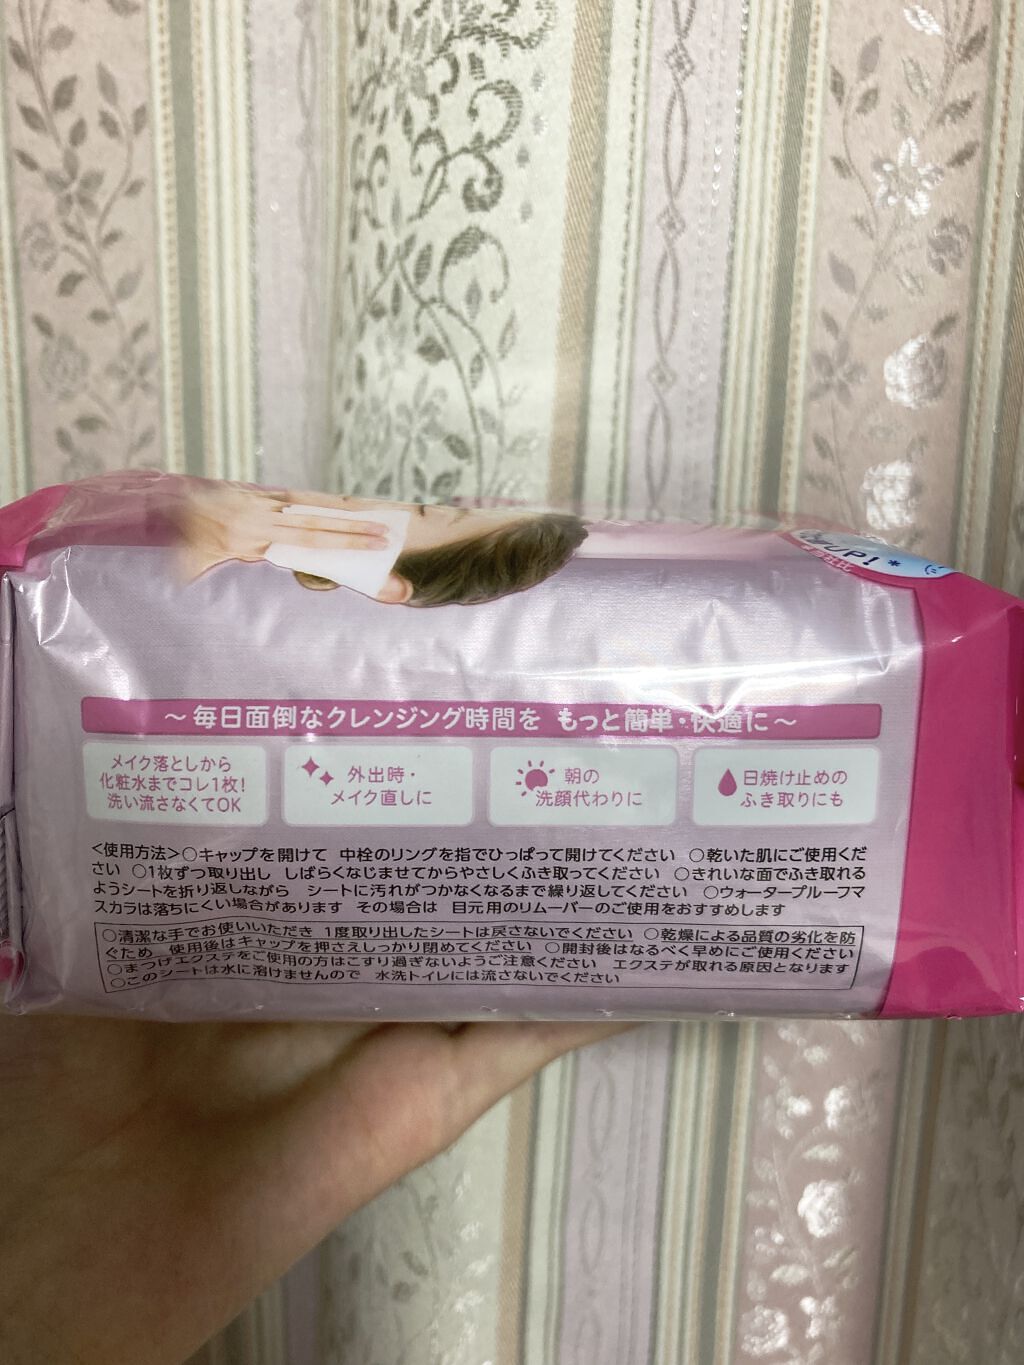 ～毎日面倒なクレンジング時間を もっと簡単・快適に～
メイク落としから
化粧水までコレ1枚!
洗い流さなくてOK
外出時・
メイク直しに
朝の
洗顔代わりに
日焼け止めの
ふき取りにも
<使用方法>○キャップを開けて 中栓のリングを指でひっぱって開けてください ○乾いた肌にご使用くだ
さい ○1枚ずつ取り出し しばらくなじませてからやさしくふき取ってください ○きれいな面でふき取れる
ようシートを折り返しながら シートに汚れがつかなくなるまで繰り返してください ○ウォータープルーフマ
スカラは落ちにくい場合があります その場合は 目元用のリムーバーのご使用をおすすめします
○清潔な手でお使いいただき 1度取り出したシートは戻さないでください ○乾燥による品質の劣化を防
ぐため 使用後はキャップを押さえしっかり閉めてください ○開封後はなるべく早めにご使用ください
○まつげエクステをご使用の方はこすり過ぎないようご注意ください エクステが取れる原因となります
○このシートは水に溶けませんので 水洗トイレには流さないでください